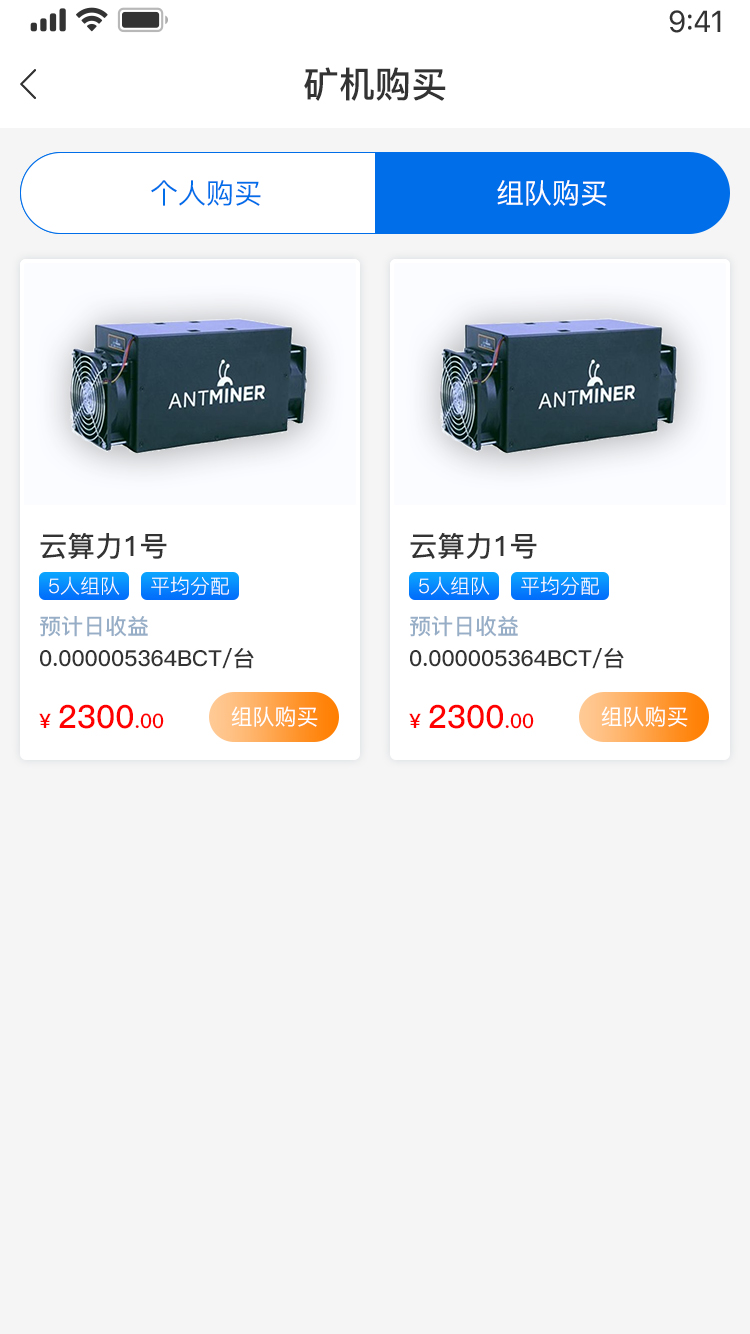 9:41
矿机购买
个人购买
组队购买
ANTMINER
ANTMINER
云算力1号
5人组队 平均分配
预计日收益
0.000005364BCT/台
¥ 2300.00
组队购买
云算力1号
5人组队 平均分配
预计日收益
0.000005364BCT/台
¥ 2300.00
组队购买